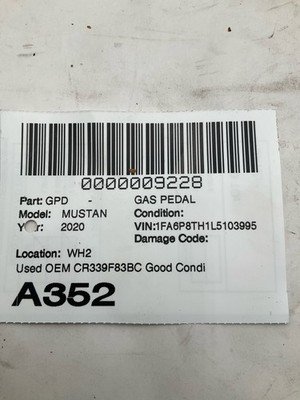 0000009228
Part: GPD - GAS PEDAL
Model: MUSTAN Condition:
Year: 2020 VIN:1FA6P8TH1L5103995
Damage Code:
Location: WH2
Used OEM CR339F83BC Good Condi
A352